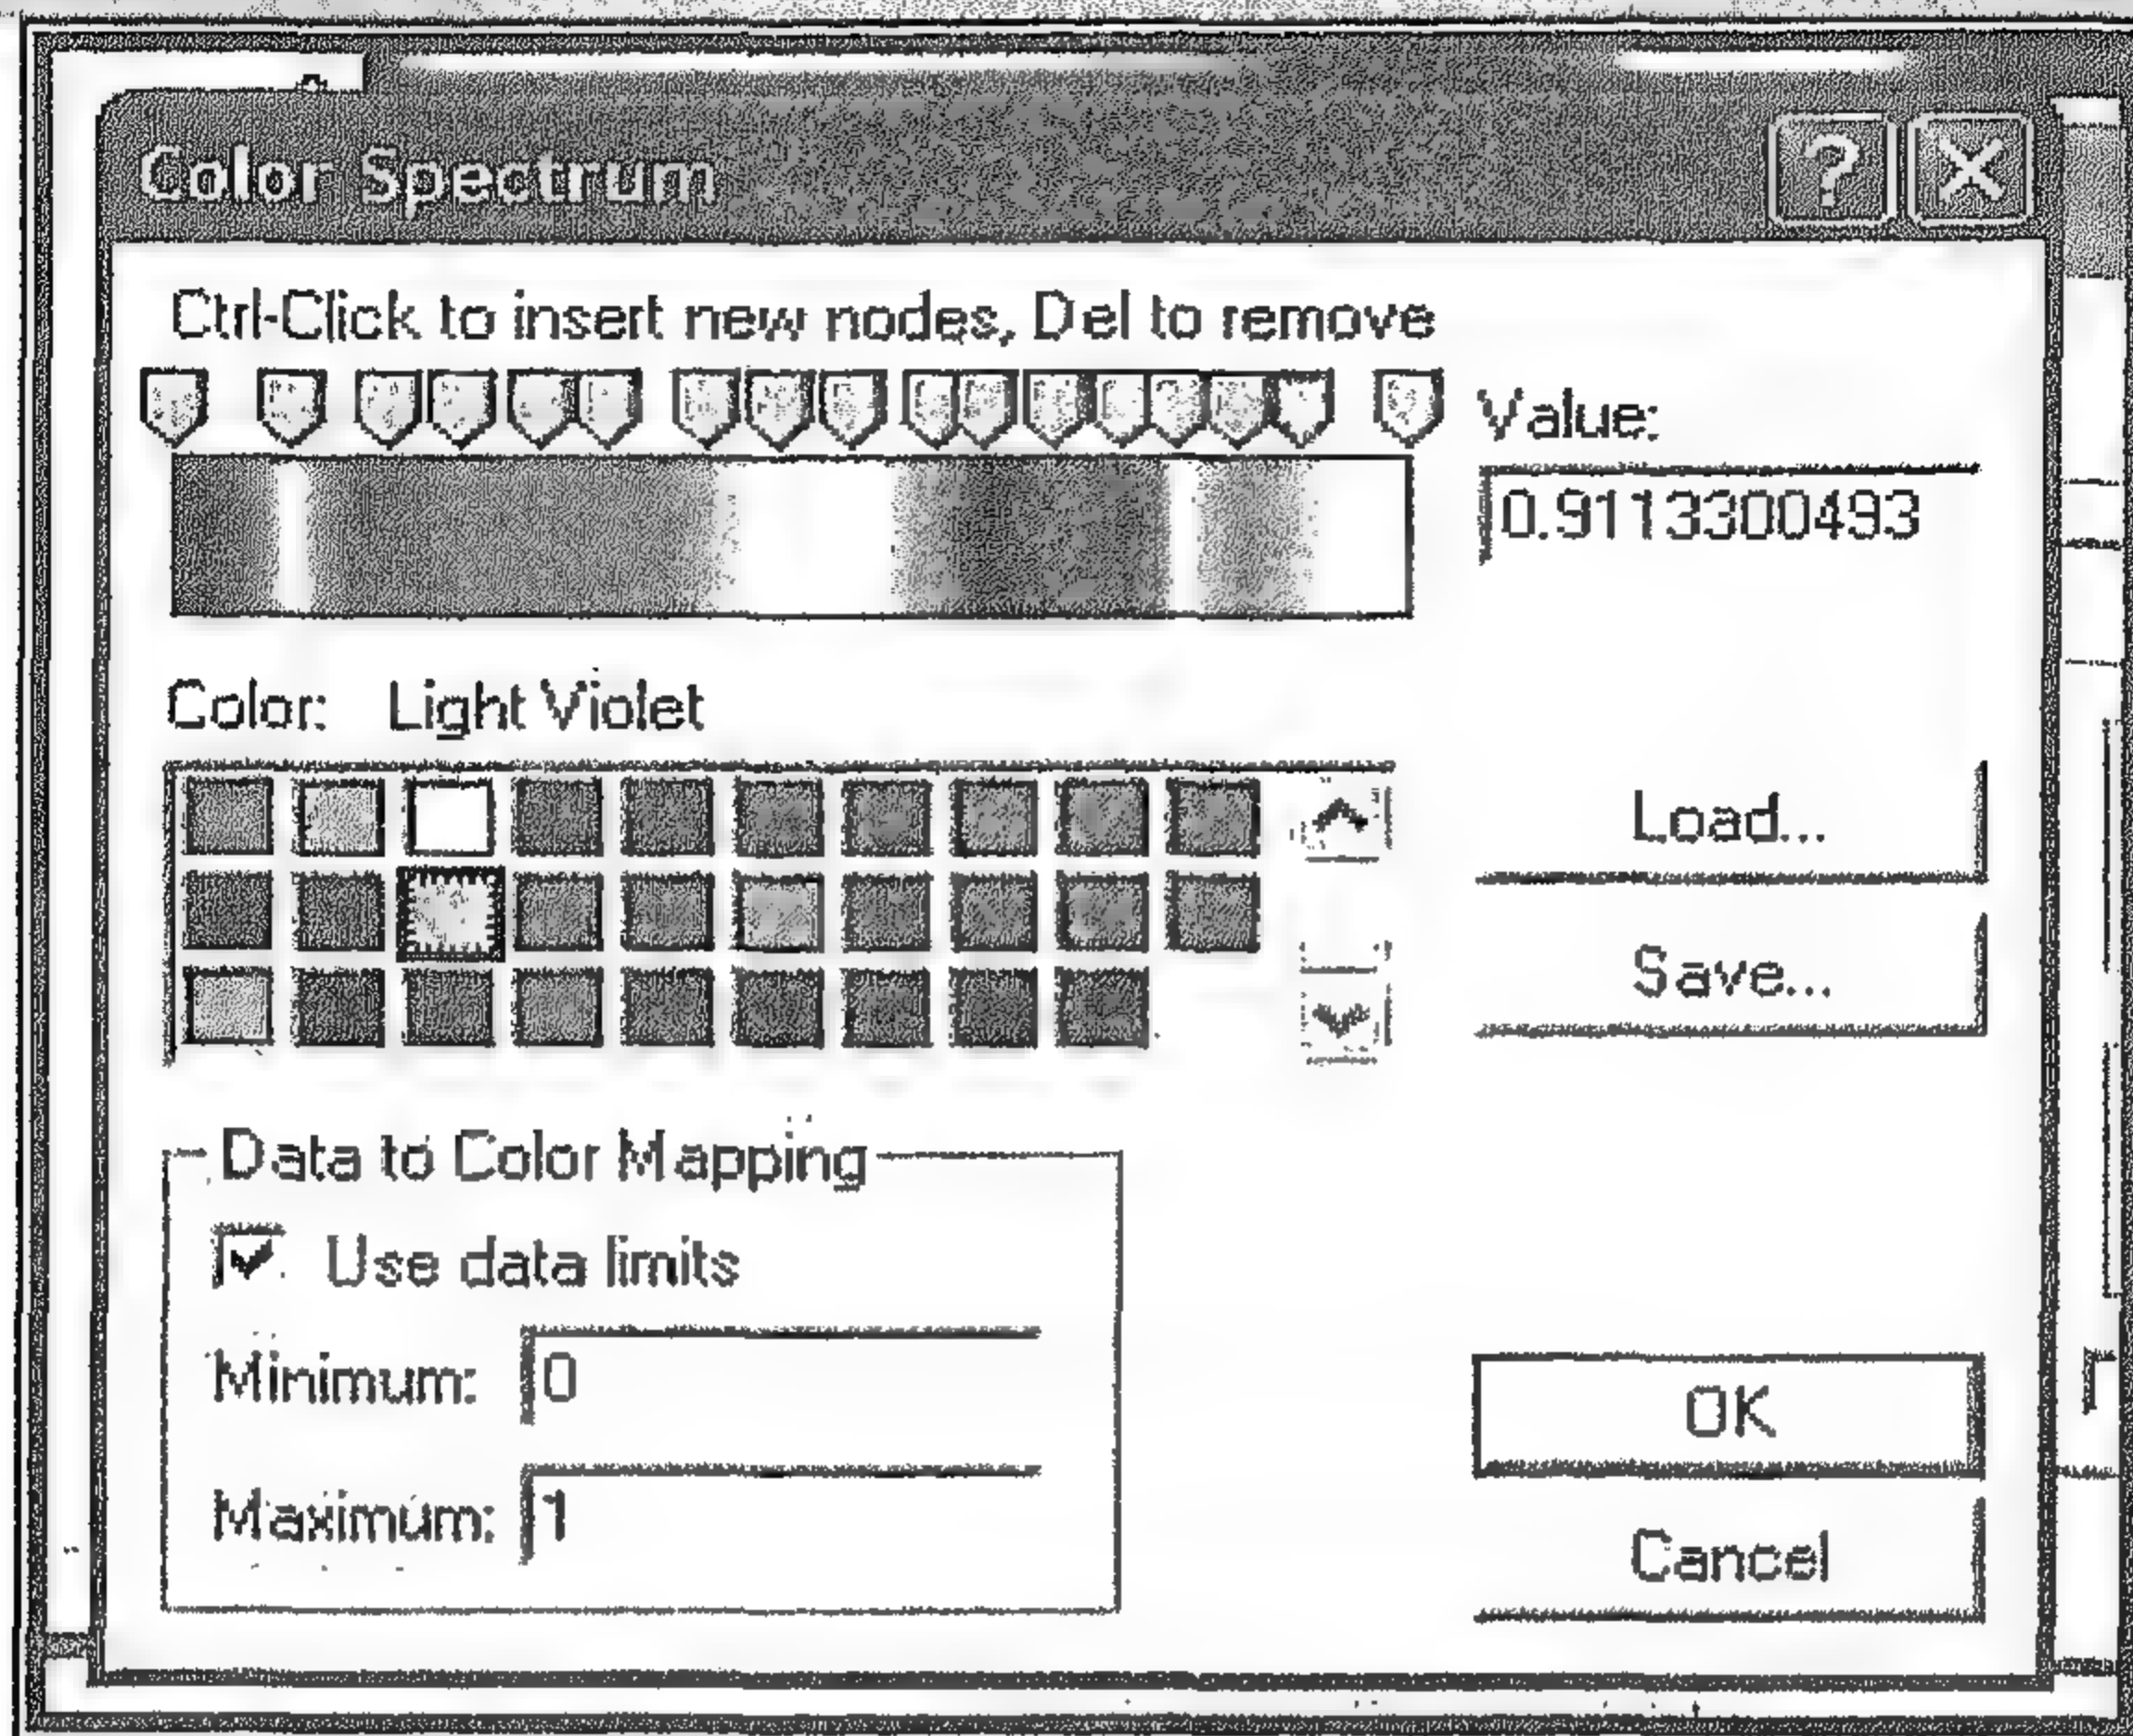 Color Spectrum
Ctrl-Click to insert new nodes, Del to remove
Value:
0.9113300493
Color: Light Violet
Load...
Save...
Data to Color Mapping
Use data limits
Minimum: 0
Maximum: 1
OK
Cancel